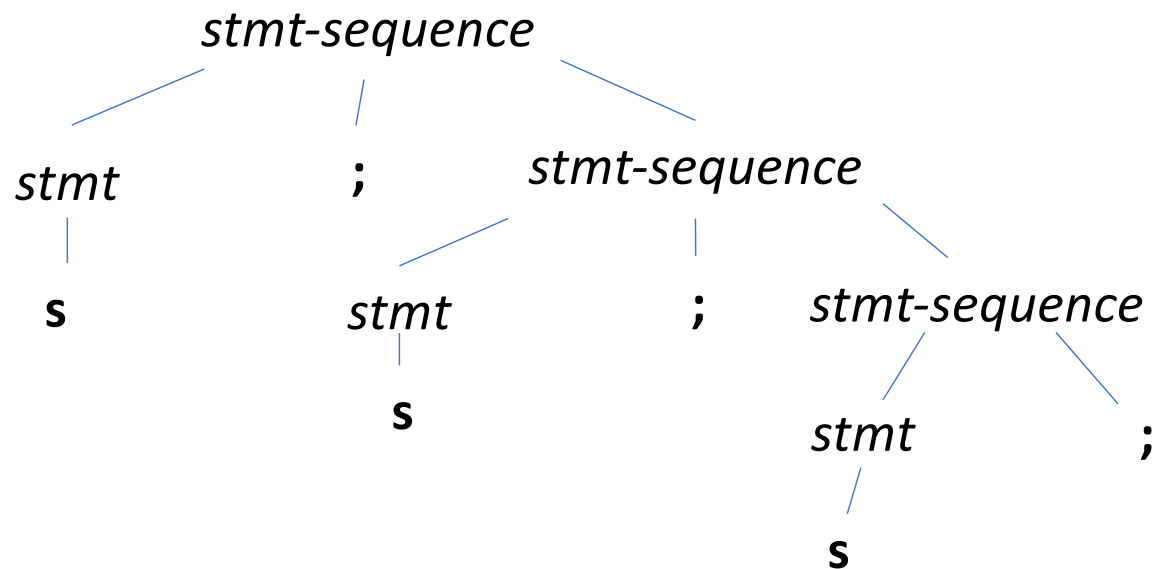 stmt-sequence
stmt ; stmt-sequence
s stmt ; stmt-sequence
s stmt ;
s